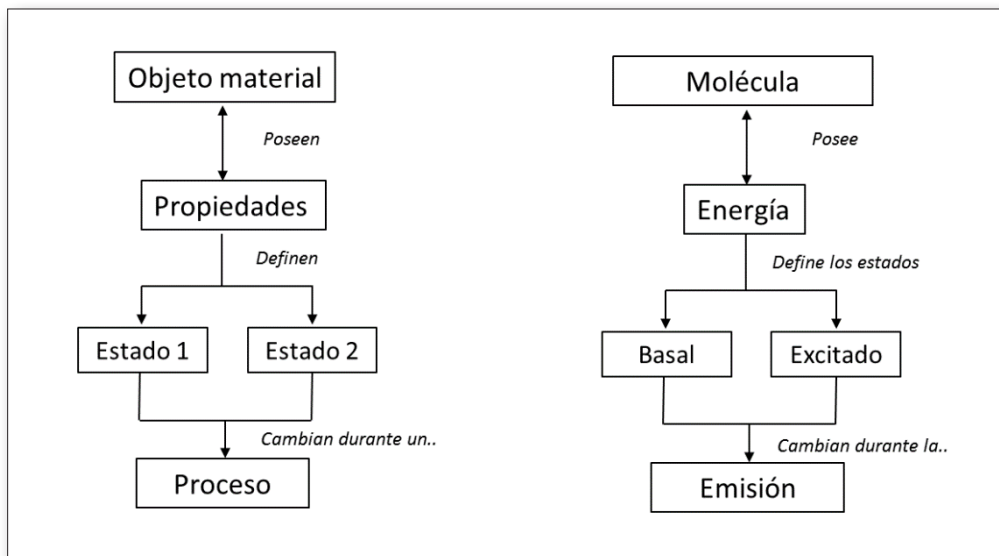 Objeto material
Poseen
Propiedades
Definen
Estado 1
Estado 2
Cambian durante un..
Proceso
Molécula
Posee
Energía
Define los estados
Basal
Excitado
Cambian durante la..
Emisión